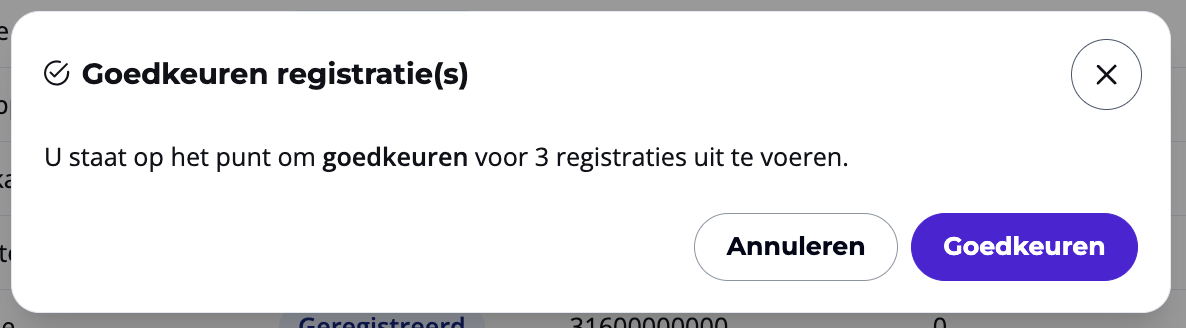 Goedkeuren registratie(s)
U staat op het punt om goedkeuren voor 3 registraties uit te voeren.
Annuleren
Goedkeuren
Geregistreerd 31600000000 0